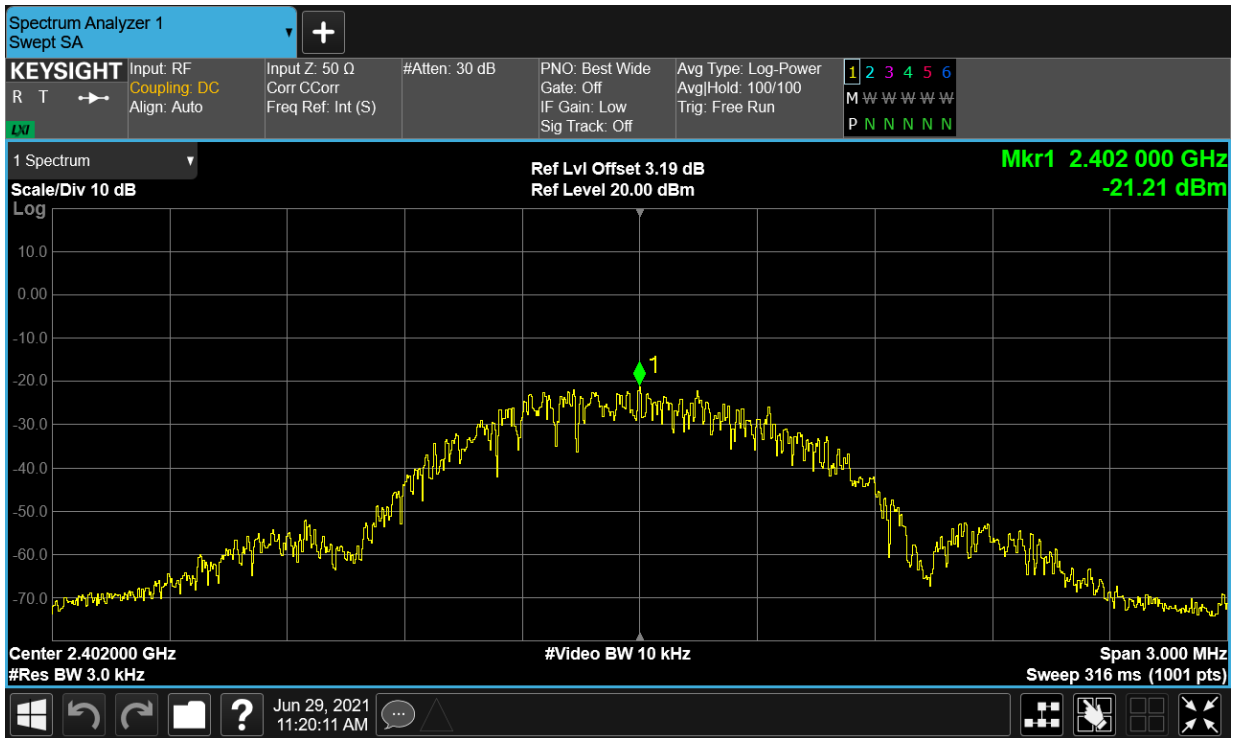 Spectrum Analyzer 1
Swept SA
KEYSIGHT
R T
LXI
Input: RF
Coupling: DC
Align: Auto
Input Z: 50 Ω
Corr CCorr
Freq Ref: Int (S)
#Atten: 30 dB
PNO: Best Wide
Gate: Off
IF Gain: Low
Sig Track: Off
Avg Type: Log-Power
Avg|Hold: 100/100
Trig: Free Run
1 2 3 4 5 6
M W W W W W
P N N N N N
1 Spectrum
Scale/Div 10 dB
Log
Ref Lvl Offset 3.19 dB
Ref Level 20.00 dBm
Mkr1 2.402 000 GHz
-21.21 dBm
10.0
0.00
-10.0
1
-20.0
-30.0
-40.0
-50.0
-60.0
-70.0
Center 2.402000 GHz
#Video BW 10 kHz
Span 3.000 MHz
#Res BW 3.0 kHz
Sweep 316 ms (1001 pts)
?
Jun 29, 2021
11:20:11 AM